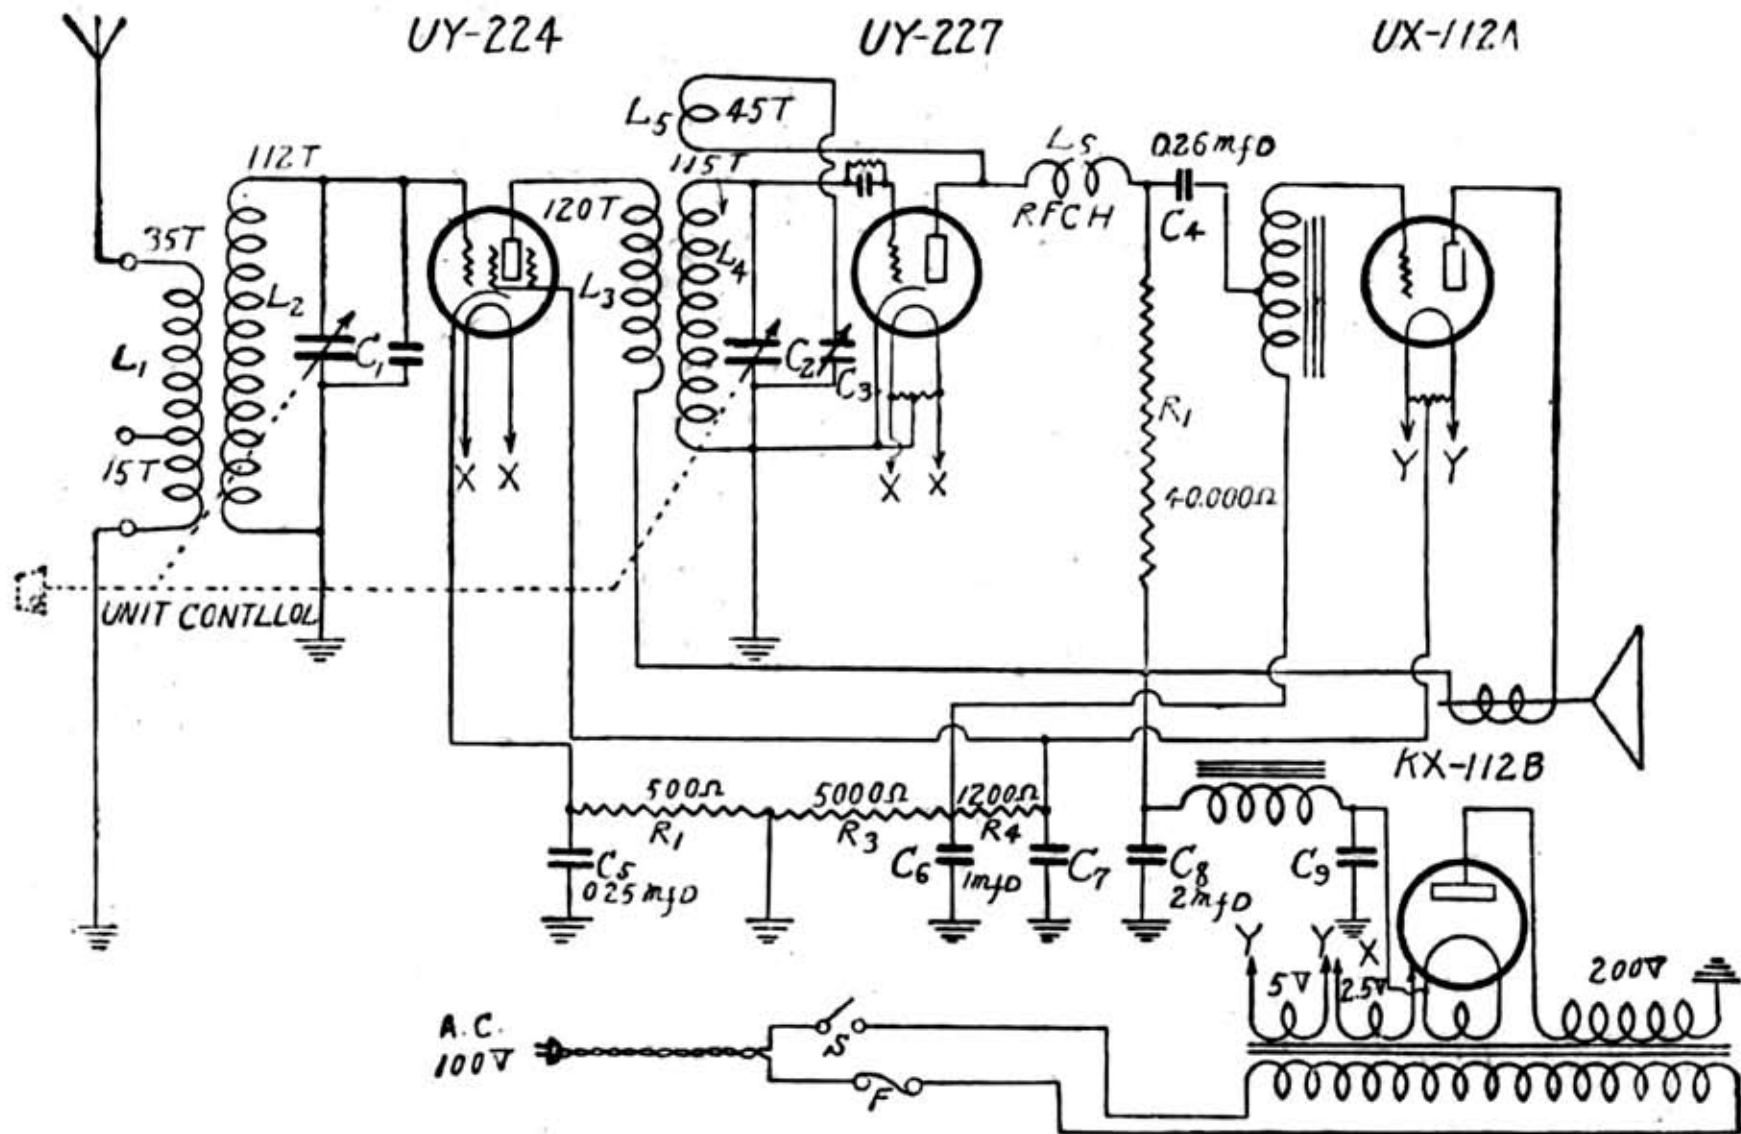 UY-224
UY-227
UX-112A
L5 45T
112T
115T
L5
0.26mfD
RFCH
C4
35T
120T
L2
L3
L4
L1
C1
C2
C3
R1
15T
X X
X X
Y Y
40.000Ω
UNIT CONTLLOL
KX-112B
500Ω
5000Ω
1200Ω
R1
R3
R4
C5
025mfD
C6
1mfD
C7
C8
2mfD
C9
Y Y X
5V
2.5V
200V
A.C.
100V
S
F